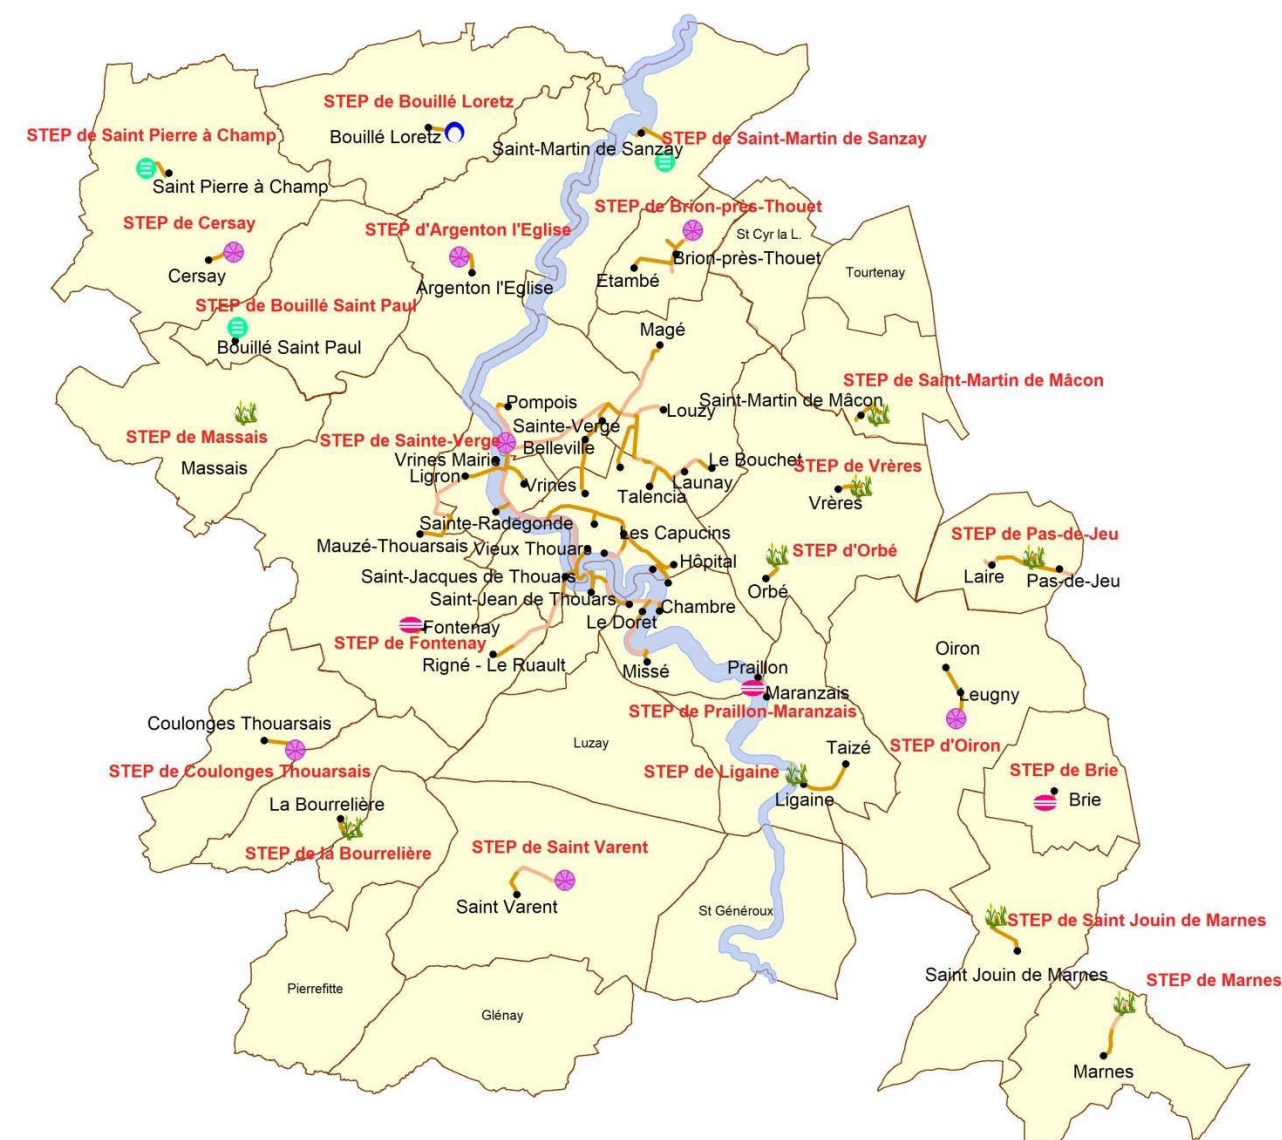 STEP de Bouillé Loretz
Bouillé Loretz
STEP de Saint Pierre à Champ
Saint Pierre à Champ
STEP de Saint-Martin de Sanzay
Saint-Martin de Sanzay
STEP de Cersay
Cersay
STEP d'Argenton l'Eglise
Argenton l'Eglise
STEP de Brion-près-Thouet
St Cyr la L.
Brion-près-Thouet
Etambé
Tourtenay
STEP de Bouillé Saint Paul
Bouillé Saint Paul
Magé
STEP de Saint-Martin de Mâcon
Saint-Martin de Mâcon
Pompois
Louzy
Sainte-Verge
STEP de Massais
Massais
STEP de Sainte-Verge
Belleville
Vrines Mairie
Ligron
Vrines
Le Bouchet
Launay
Talencia
STEP de Vrères
Vrères
Sainte-Radegonde
Mauzé-Thouarsais
Les Capucins
Vieux Thouars
STEP d'Orbé
Orbé
STEP de Pas-de-Jeu
Laire
Pas-de-Jeu
Hôpital
Saint-Jacques de Thouars
Saint-Jean de Thouars
Chambre
Le Doret
Fontenay
STEP de Fontenay
Rigné - Le Ruault
Missé
Praillon
Maranzais
STEP de Praillon-Maranzais
Oiron
Leugny
STEP d'Oiron
Coulonges Thouarsais
STEP de Coulonges Thouarsais
Luzay
Taizé
STEP de Ligaine
Ligaine
STEP de Brie
Brie
La Bourrelière
STEP de la Bourrelière
STEP de Saint Varent
Saint Varent
St Généroux
STEP de Saint Jouin de Marnes
Saint Jouin de Marnes
STEP de Marnes
Marnes
Pierrefitte
Glénay